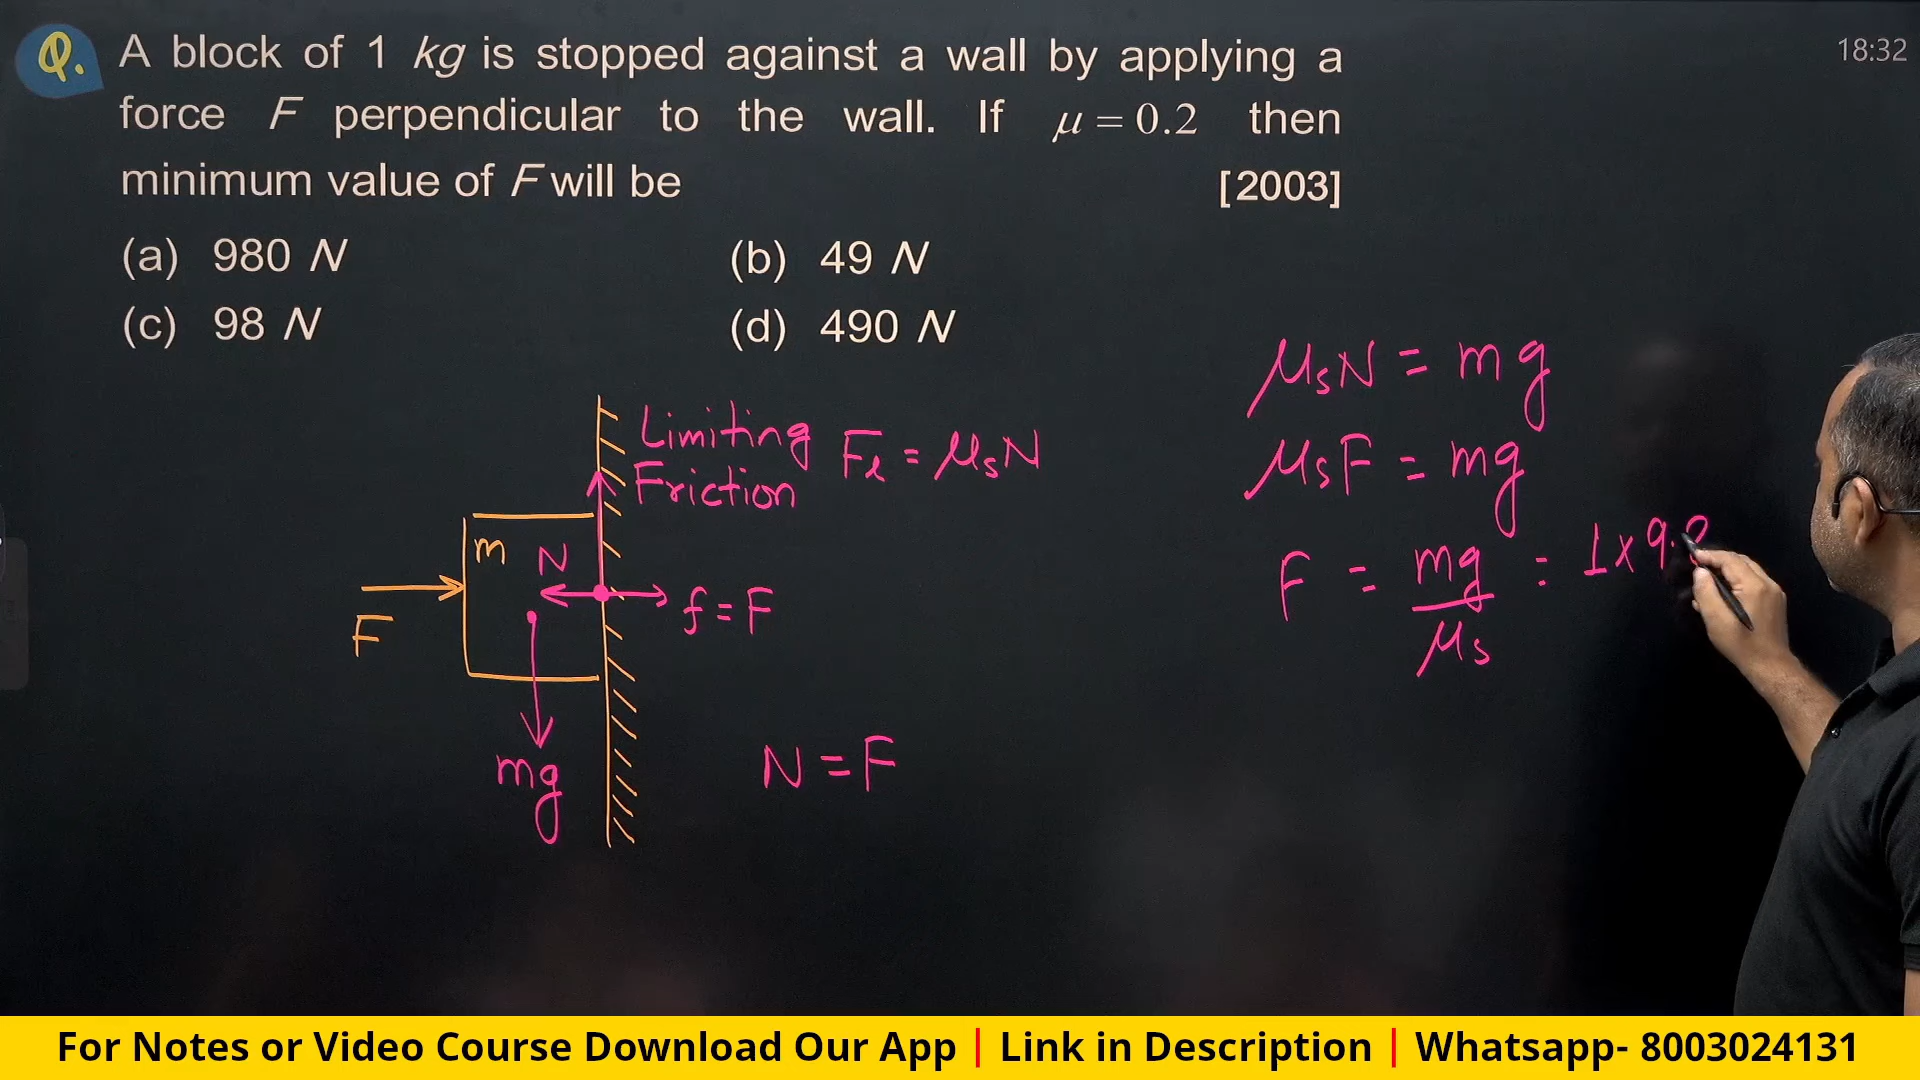 Q.
A block of 1 kg is stopped against a wall by applying a
force F perpendicular to the wall. If μ = 0.2 then
minimum value of F will be [2003]
(a) 980 N (b) 49 N
(c) 98 N (d) 490 N
18:32
Limiting
Friction
Fℓ = μsN
m
N
F
f = F
mg
N = F
μsN = mg
μsF = mg
F = mg/μs = 1 x 9.8
For Notes or Video Course Download Our App | Link in Description | Whatsapp- 8003024131